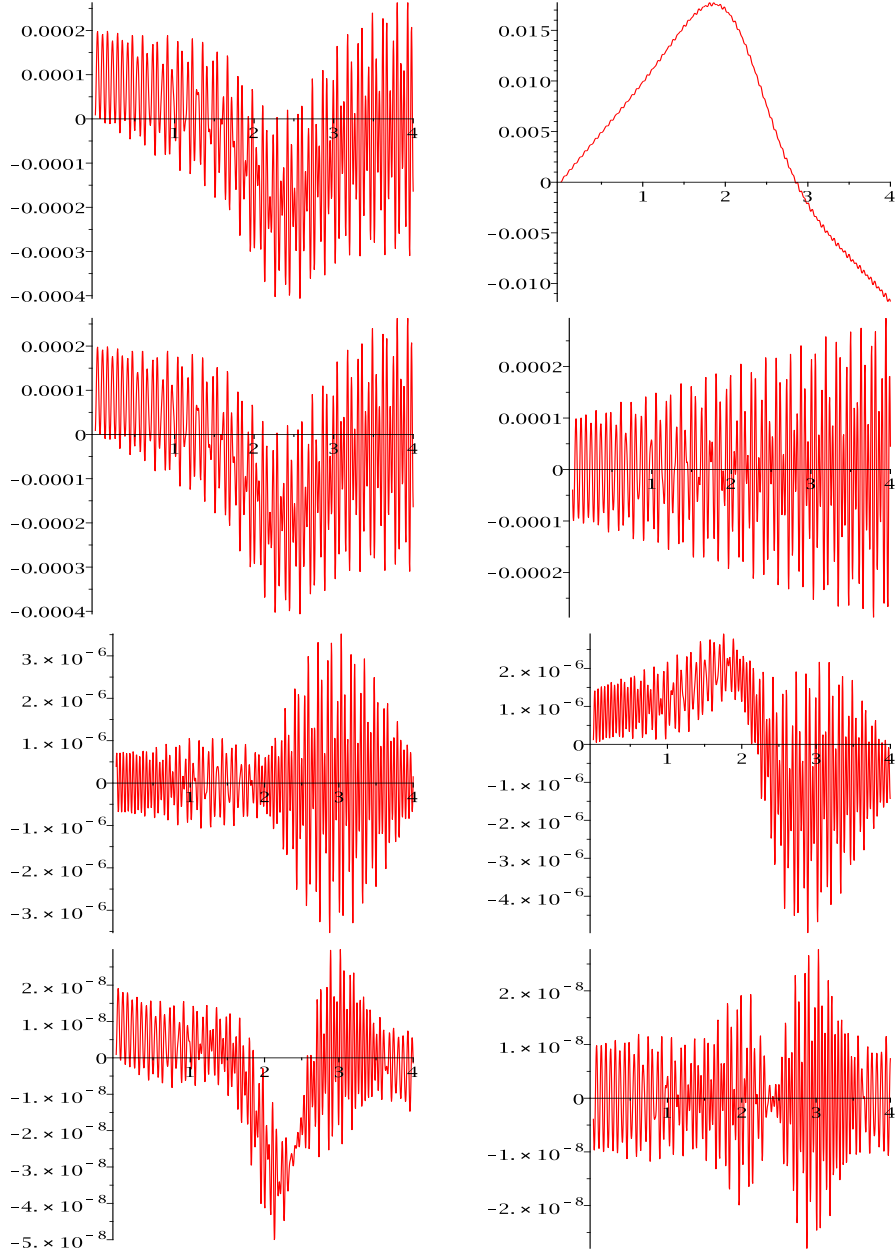 0.0002
0.0001
0
1 2 3 4
−0.0001
−0.0002
−0.0003
−0.0004
0.015
0.010
0.005
0
1 2 3 4
−0.005
−0.010
0.0002
0.0001
0
1 2 3 4
−0.0001
−0.0002
−0.0003
−0.0004
0.0002
0.0001
0
1 2 3 4
−0.0001
−0.0002
3. × 10⁻⁶
2. × 10⁻⁶
1. × 10⁻⁶
0
1 2 3 4
−1. × 10⁻⁶
−2. × 10⁻⁶
−3. × 10⁻⁶
2. × 10⁻⁶
1. × 10⁻⁶
0
1 2 3 4
−1. × 10⁻⁶
−2. × 10⁻⁶
−3. × 10⁻⁶
−4. × 10⁻⁶
2. × 10⁻⁸
1. × 10⁻⁸
0
1 2 3 4
−1. × 10⁻⁸
−2. × 10⁻⁸
−3. × 10⁻⁸
−4. × 10⁻⁸
−5. × 10⁻⁸
2. × 10⁻⁸
1. × 10⁻⁸
0
1 2 3 4
−1. × 10⁻⁸
−2. × 10⁻⁸